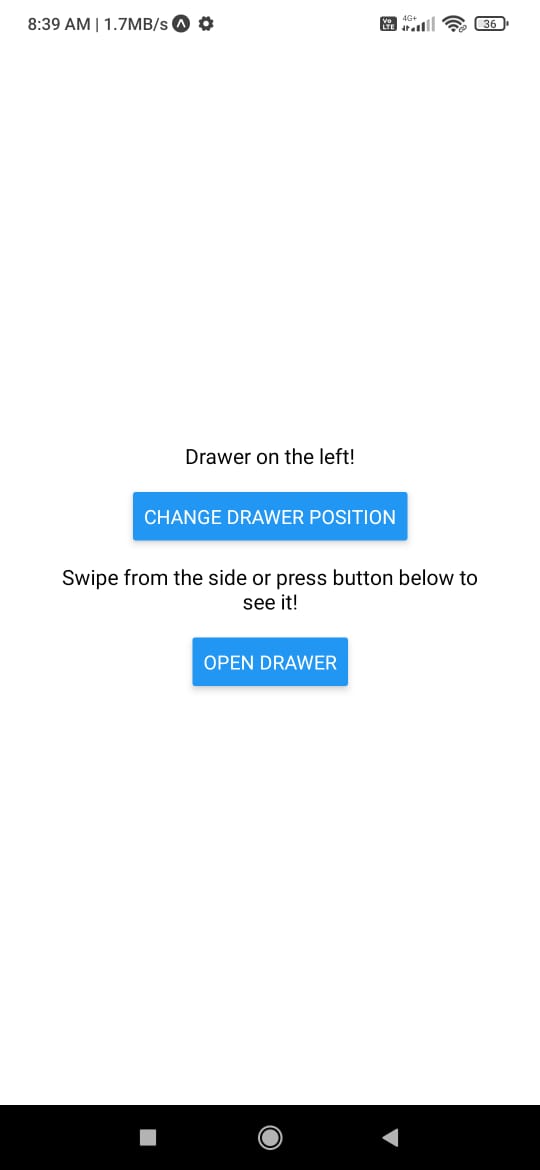 8:39 AM | 1.7MB/s
Vo LTE 4G+ 36
Drawer on the left!
CHANGE DRAWER POSITION
Swipe from the side or press button below to
see it!
OPEN DRAWER